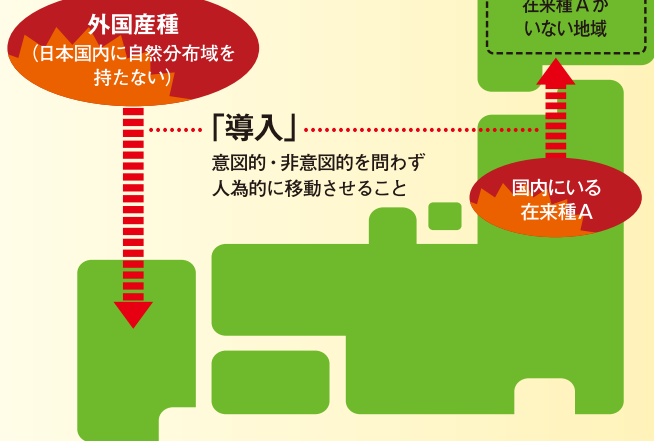 外国産種
（日本国内に自然分布域を
持たない）
在来種Aが
いない地域
「導入」
意図的・非意図的を問わず
人為的に移動させること
国内にいる
在来種A